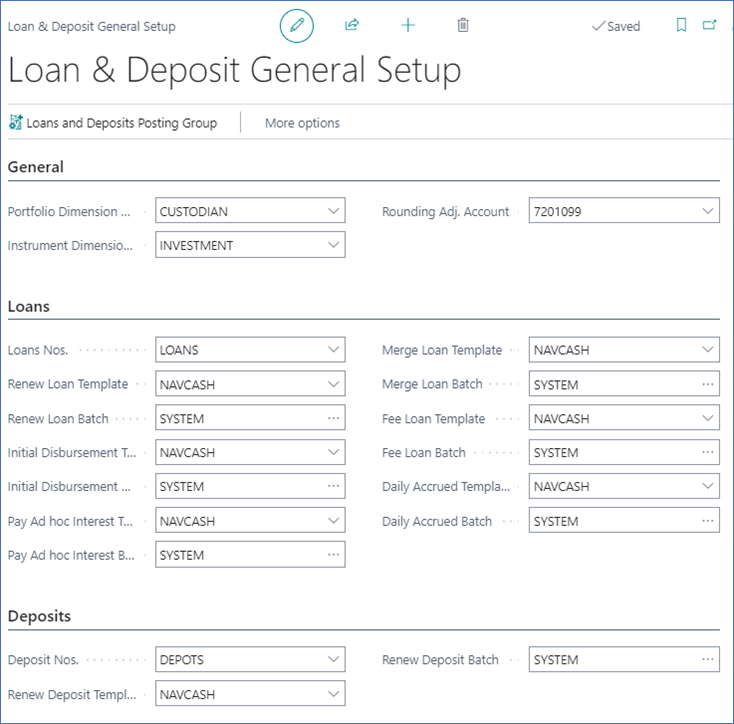 Loan & Deposit General Setup
Saved
Loan & Deposit General Setup
Loans and Deposits Posting Group
More options
General
Portfolio Dimension ... CUSTODIAN
Rounding Adj. Account 7201099
Instrument Dimensio... INVESTMENT
Loans
Loans Nos. LOANS
Merge Loan Template NAVCASH
Renew Loan Template NAVCASH
Merge Loan Batch SYSTEM
Renew Loan Batch SYSTEM
Fee Loan Template NAVCASH
Initial Disbursement T... NAVCASH
Fee Loan Batch SYSTEM
Initial Disbursement ... SYSTEM
Daily Accrued Templa... NAVCASH
Pay Ad hoc Interest T... NAVCASH
Daily Accrued Batch SYSTEM
Pay Ad hoc Interest B... SYSTEM
Deposits
Deposit Nos. DEPOTS
Renew Deposit Batch SYSTEM
Renew Deposit Templ... NAVCASH